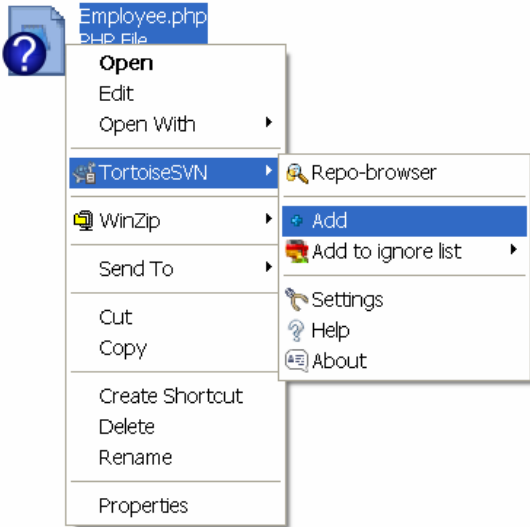 Employee.php
PHP File
Open
Edit
Open With
TortoiseSVN
WinZip
Send To
Cut
Copy
Create Shortcut
Delete
Rename
Properties
Repo-browser
Add
Add to ignore list
Settings
Help
About